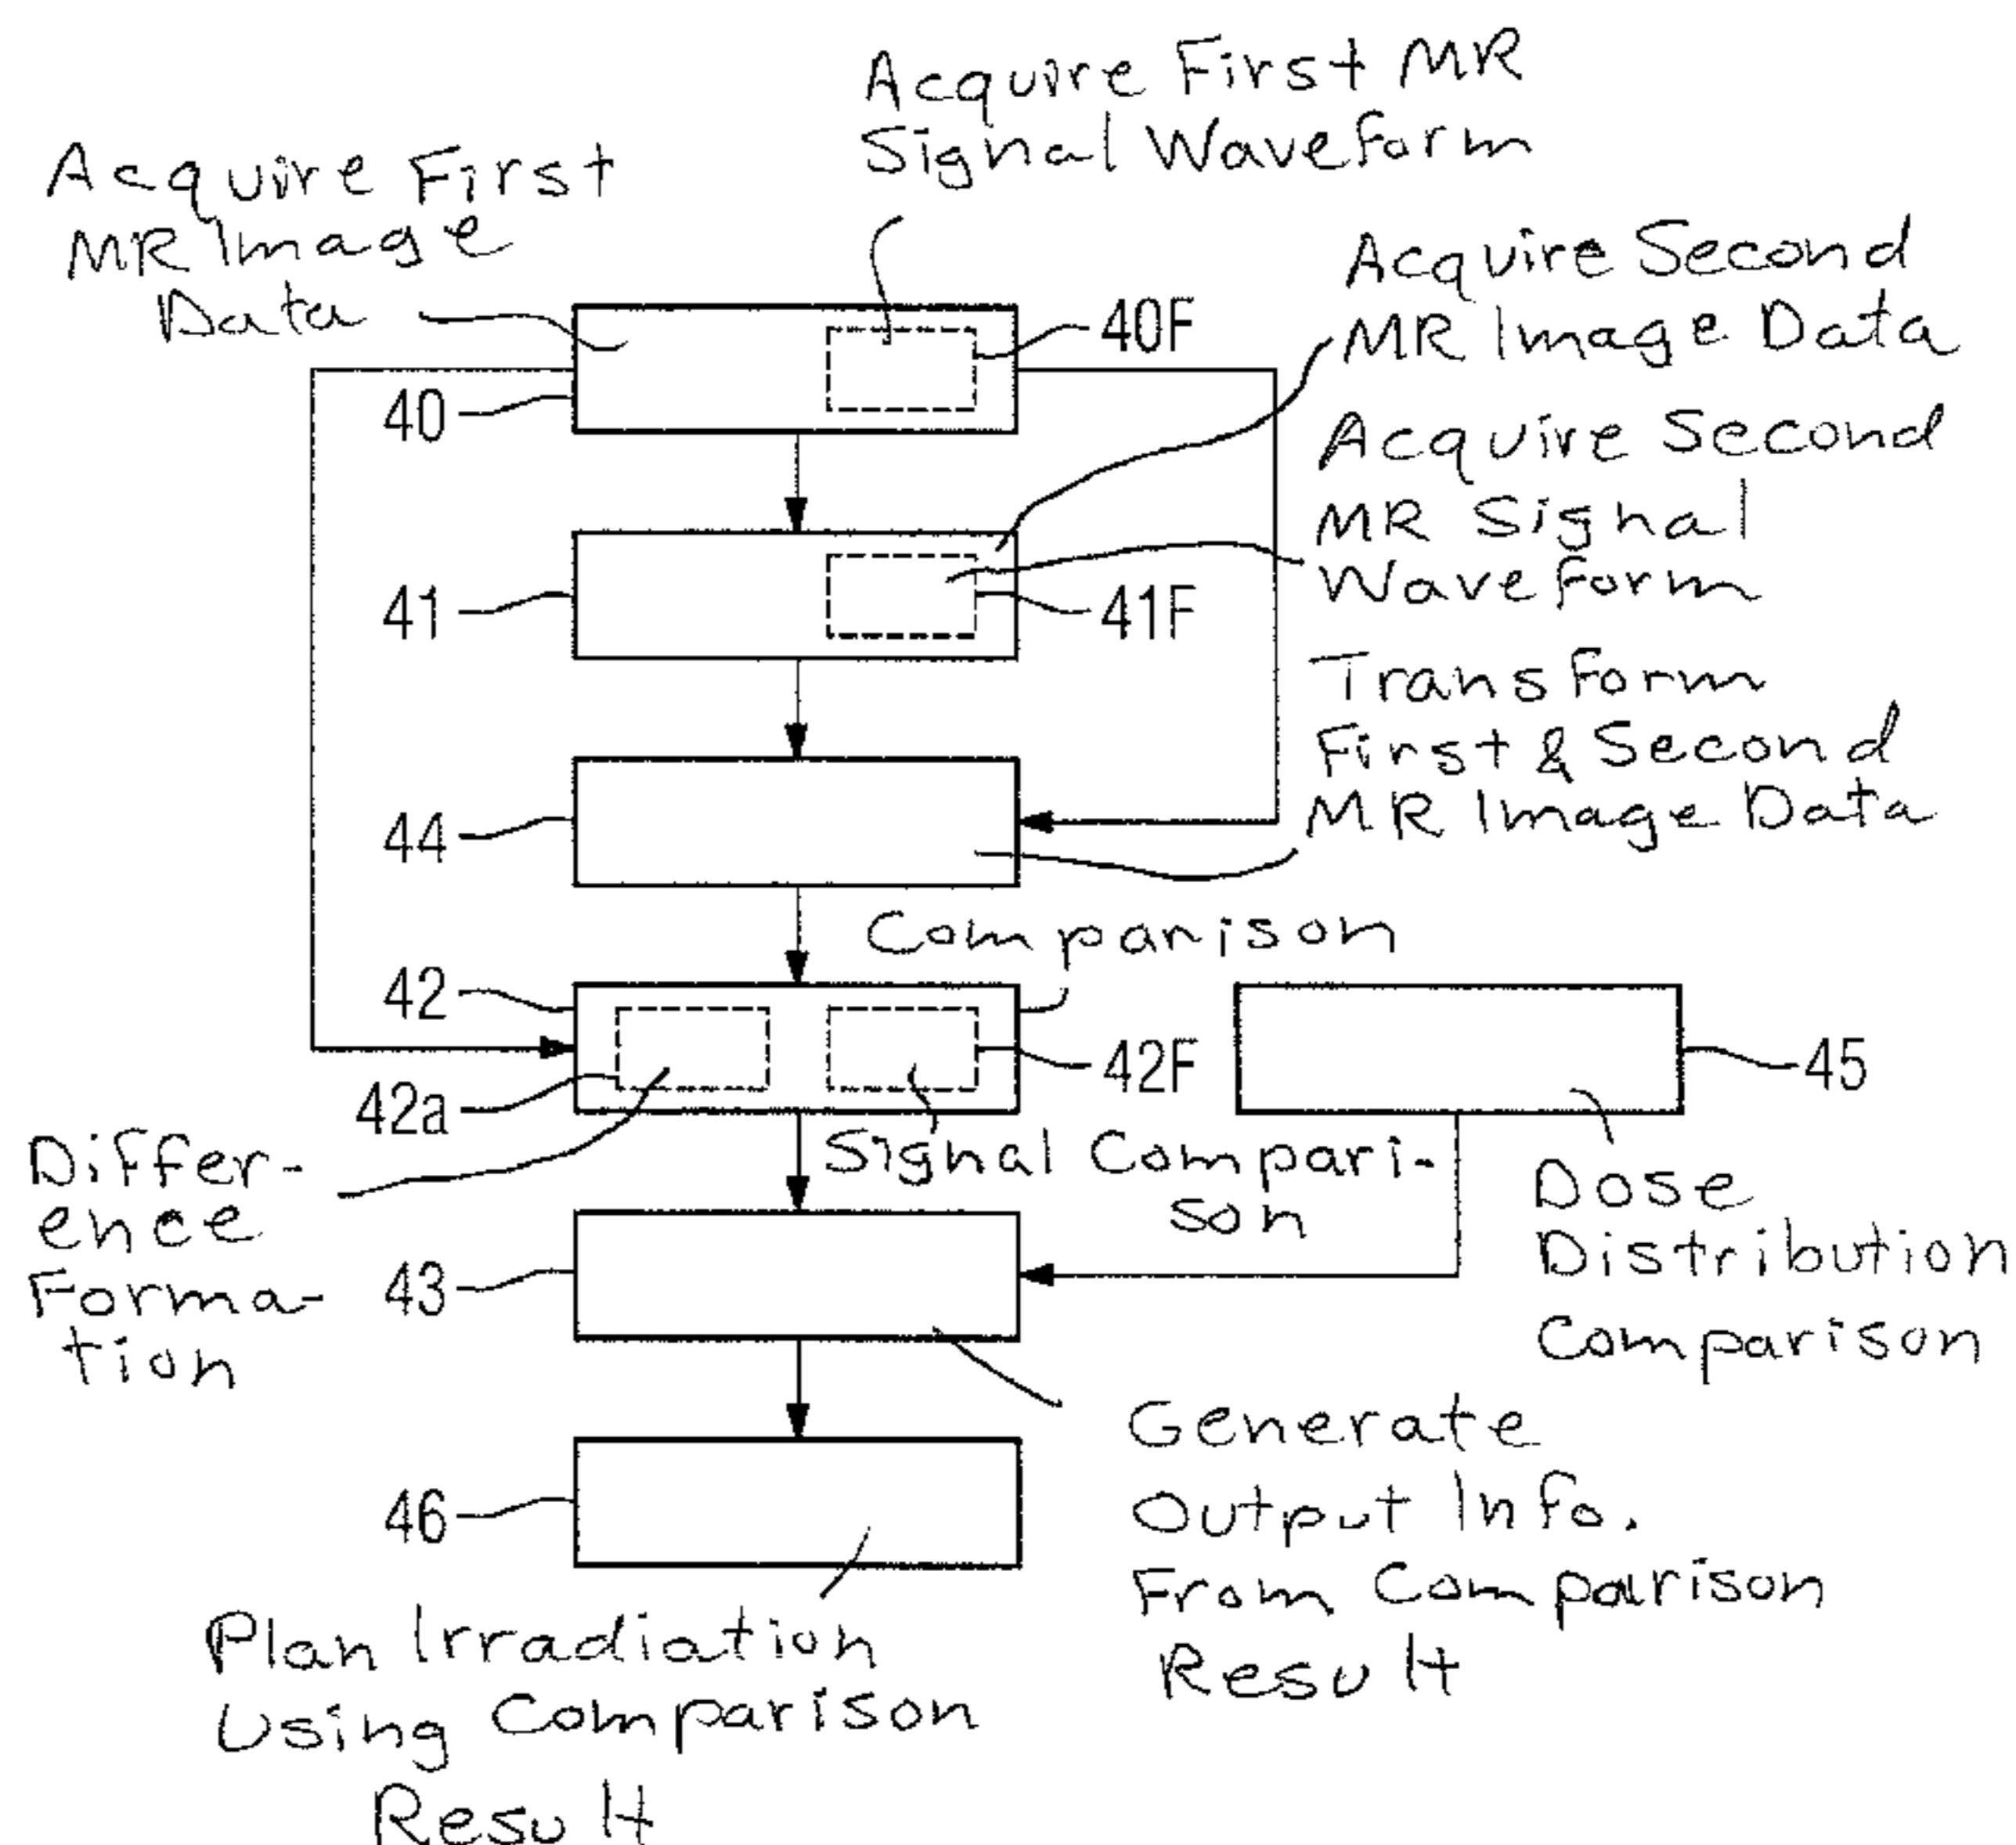 Acquire First MR
Signal Waveform
Acquire First
MR Image
Data
40F
40
Acquire Second
MR Image Data
Acquire Second
MR Signal
Waveform
41
41F
Transform
First & Second
MR Image Data
44
Comparison
42
42a
42F
45
Differ-
ence
Forma-
tion
Signal Compari-
son
Dose
Distribution
Comparison
43
Generate
Output Info.
From Comparison
Result
46
Plan Irradiation
Using Comparison
Result